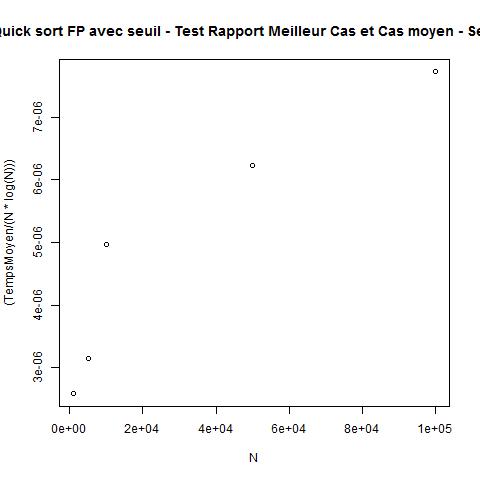 Quick sort FP avec seuil - Test Rapport Meilleur Cas et Cas moyen - Se
(TempsMoyen/(N * log(N)))
7e-06
6e-06
5e-06
4e-06
3e-06
0e+00 2e+04 4e+04 6e+04 8e+04 1e+05
N